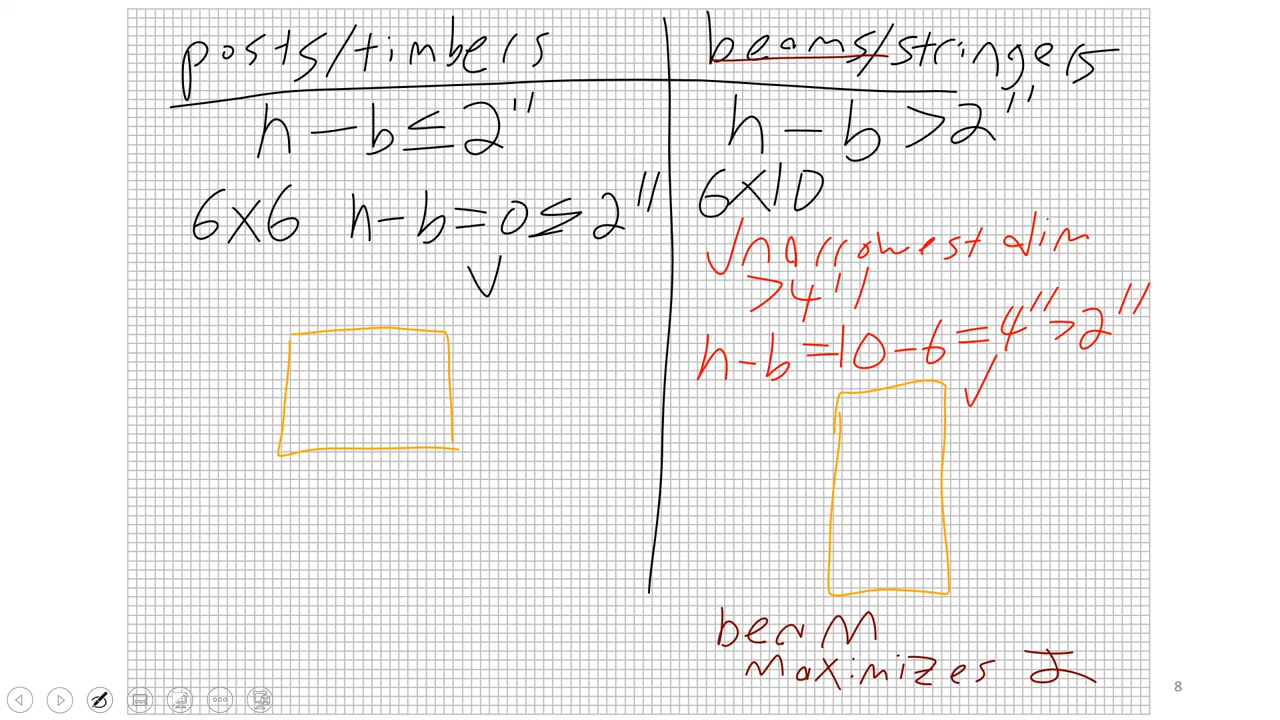 posts/timbers
h - b ≤ 2"
6x6 h - b = 0 ≤ 2"
✓
beams/stringers
h - b > 2"
6x10
✓ narrowest dim
> 4"
h - b = 10 - 6 = 4" > 2"
✓
beam
maximizes I
8